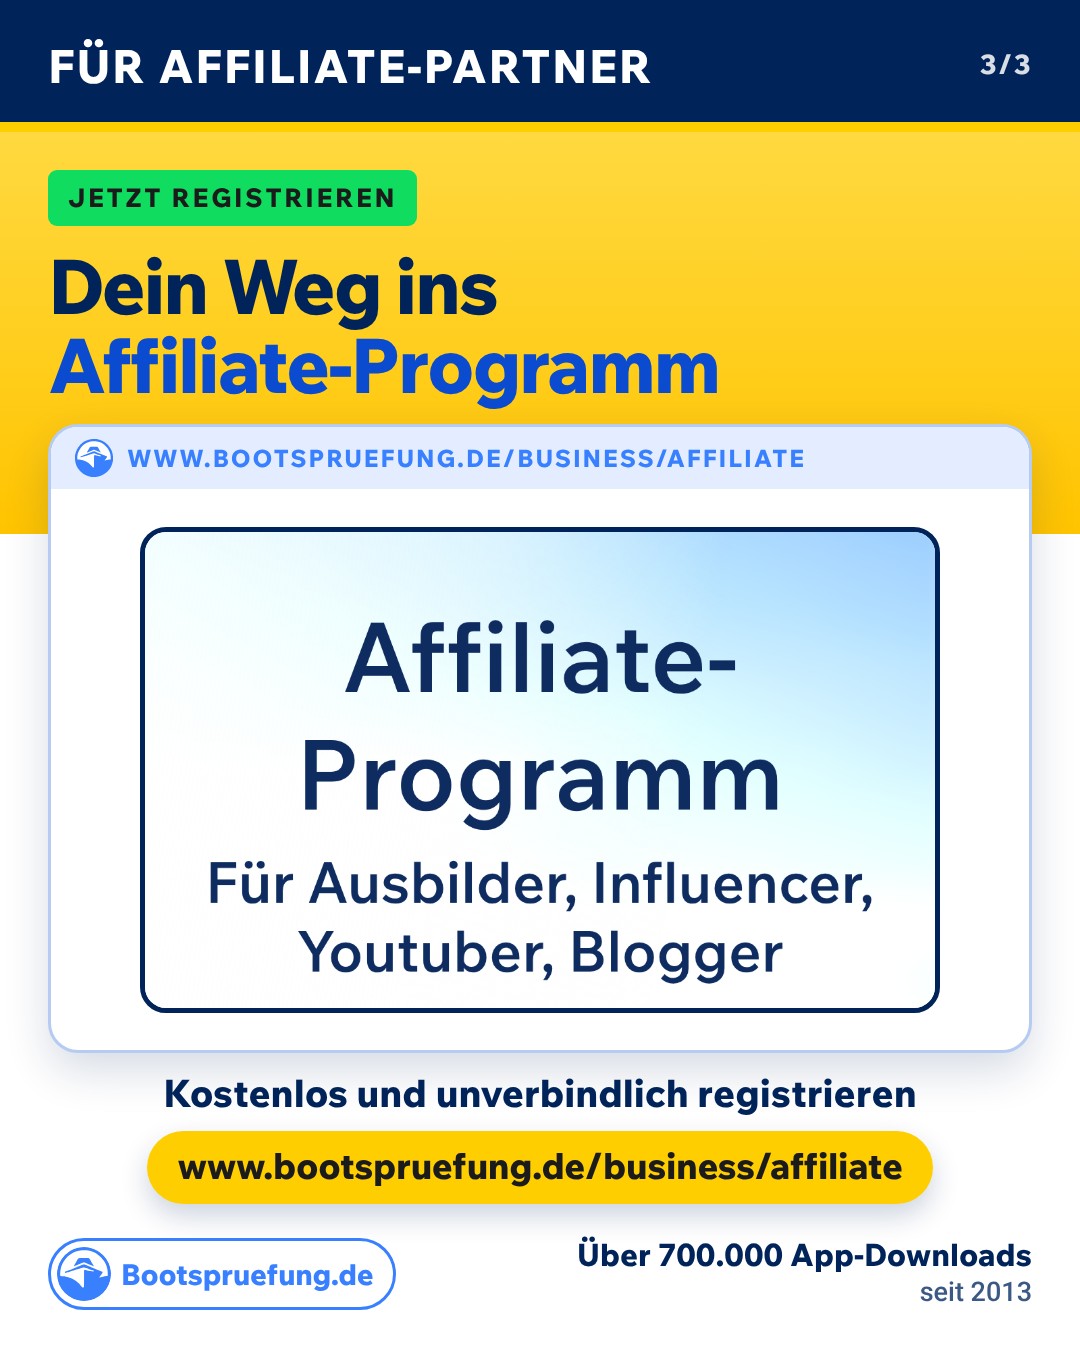 FÜR AFFILIATE-PARTNER
3/3
JETZT REGISTRIEREN
Dein Weg ins
Affiliate-Programm
WWW.BOOTSPRUEFUNG.DE/BUSINESS/AFFILIATE
Affiliate-
Programm
Für Ausbilder, Influencer,
Youtuber, Blogger
Kostenlos und unverbindlich registrieren
www.bootspruefung.de/business/affiliate
Bootspruefung.de
Über 700.000 App-Downloads
seit 2013